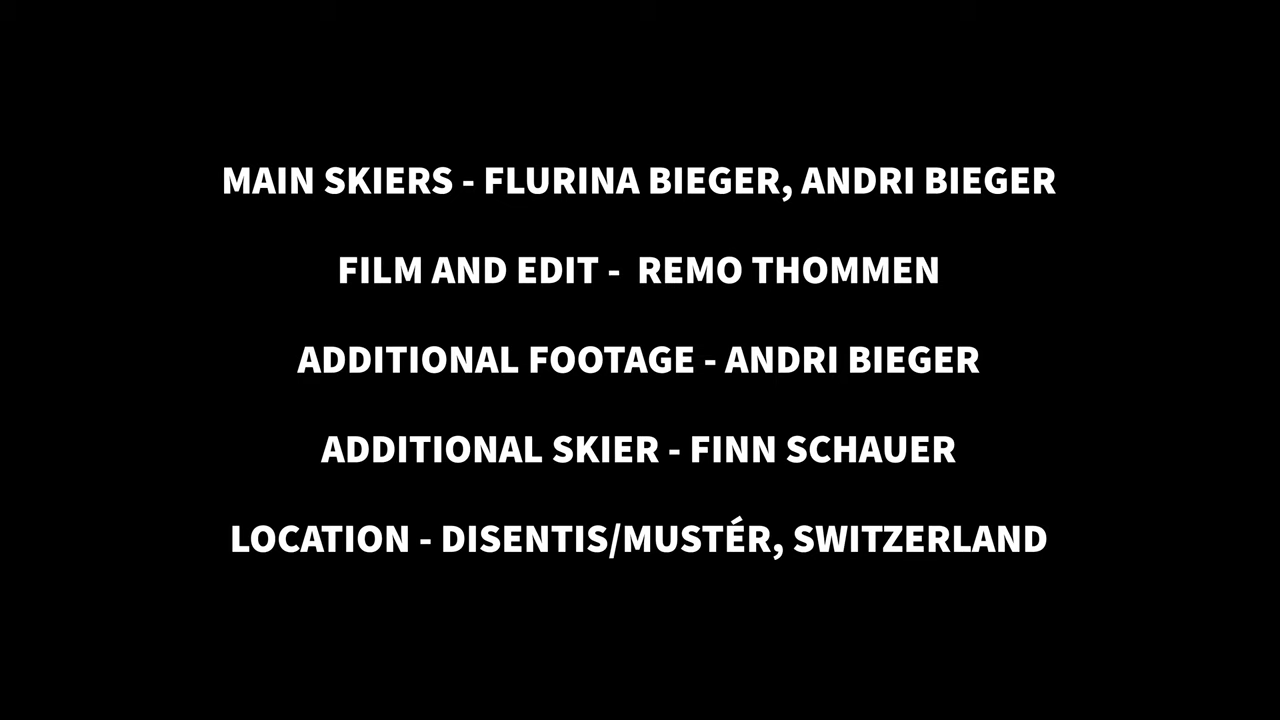 MAIN SKIERS - FLURINA BIEGER, ANDRI BIEGER
FILM AND EDIT -  REMO THOMMEN
ADDITIONAL FOOTAGE - ANDRI BIEGER
ADDITIONAL SKIER - FINN SCHAUER
LOCATION - DISENTIS/MUSTÉR, SWITZERLAND